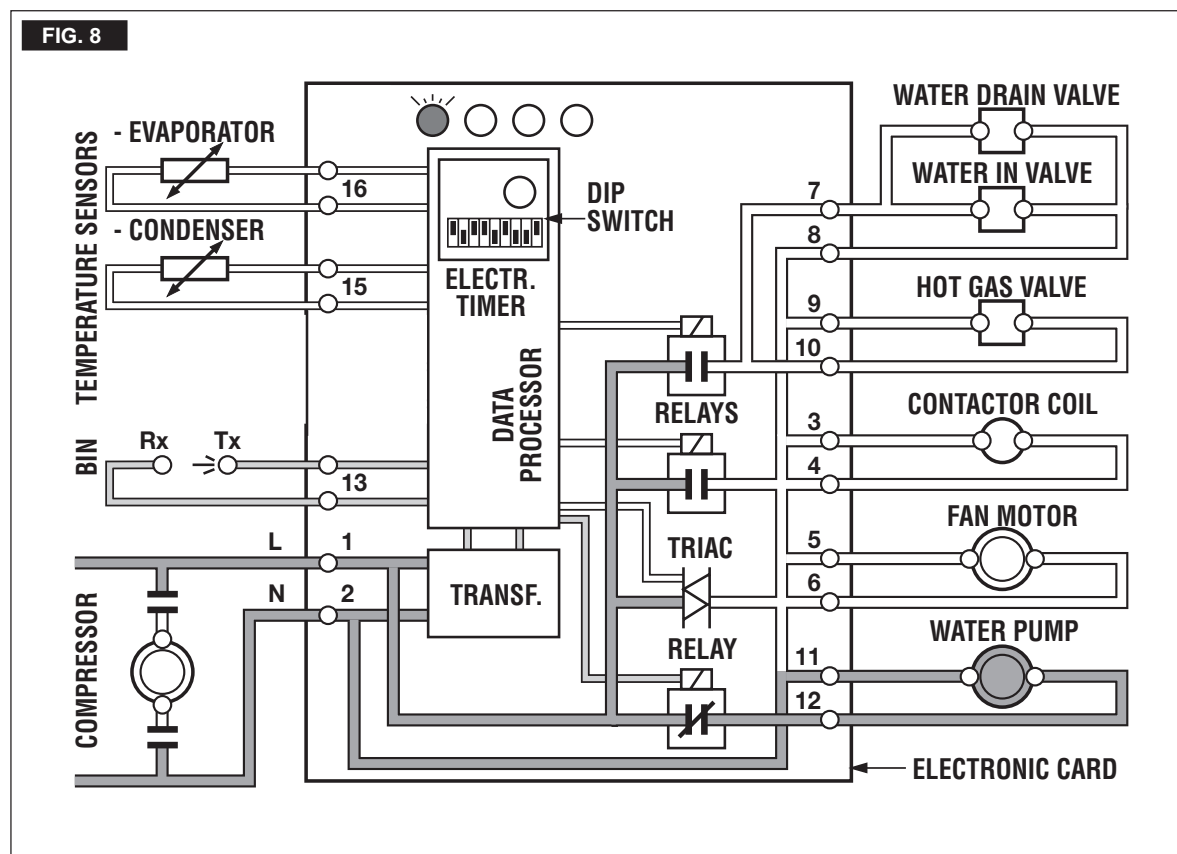 FIG. 8
TEMPERATURE SENSORS
- EVAPORATOR
16
- CONDENSER
15
BIN
Rx
Tx
13
L
1
N
2
COMPRESSOR
DIP
SWITCH
ELECTR.
TIMER
DATA
PROCESSOR
TRANSF.
RELAYS
TRIAC
RELAY
WATER DRAIN VALVE
WATER IN VALVE
7
8
HOT GAS VALVE
9
10
CONTACTOR COIL
3
4
FAN MOTOR
5
6
WATER PUMP
11
12
ELECTRONIC CARD